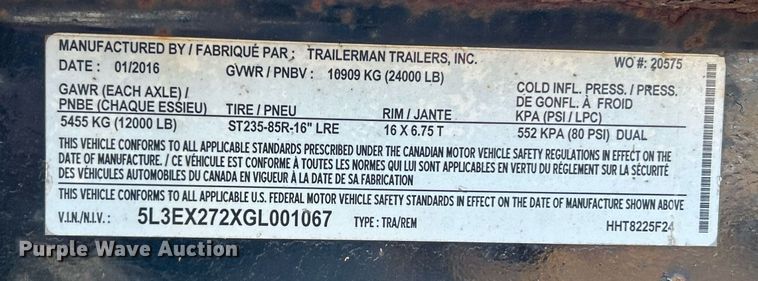 MANUFACTURED BY / FABRIQUÉ PAR: TRAILERMAN TRAILERS, INC. WO #: 20575
DATE : 01/2016 GVWR / PNBV : 10909 KG (24000 LB)
GAWR (EACH AXLE) / PNBE (CHAQUE ESSIEU) TIRE / PNEU RIM / JANTE COLD INFL. PRESS./ PRESS. DE GONFL. À FROID KPA (PSI / LPC)
5455 KG (12000 LB) ST235-85R-16" LRE 16 X 6.75 T 552 KPA (80 PSI) DUAL
THIS VEHICLE CONFORMS TO ALL APPLICABLE STANDARDS PRESCRIBED UNDER THE CANADIAN MOTOR VEHICLE SAFETY REGULATIONS IN EFFECT ON THE
DATE OF MANUFACTURE. / CE VÉHICULE EST CONFORME À TOUTES LES NORMES QUI LUI SONT APPLICABLES EN VERTU DU RÉGLEMENT SUR LA SÉCURITÉ
DES VÉHICULES AUTOMOBILES DU CANADA EN VIGUEUR À LA DATE DE SA FABRICATION
THIS VEHICLE CONFORMS TO ALL APPLICABLE U.S. FEDERAL MOTOR VEHICLE SAFETY STANDARDS IN EFFECT ON THE DATE OF MANUFACTURE SHOWN ABOVE
V.I.N./N.I.V.: 5L3EX272XGL001067 TYPE : TRA/REM HHT8225F24
Purple Wave Auction